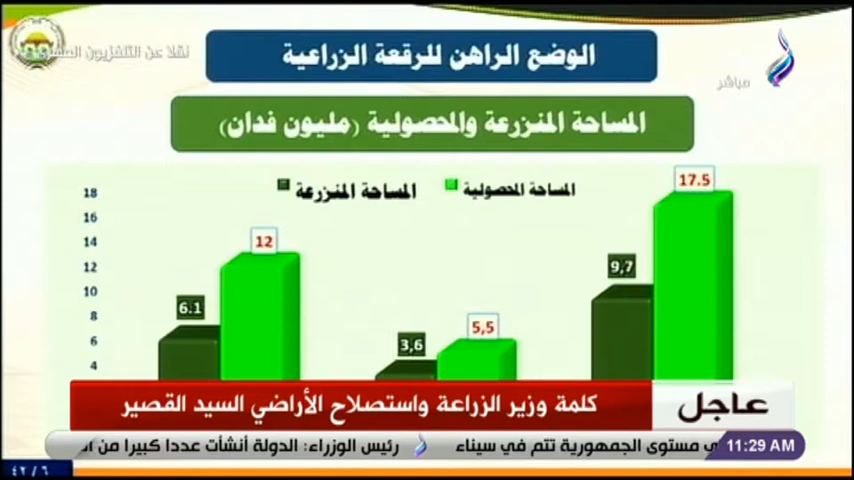 نقلا عن التلفزيون المصري
مباشر
الوضع الراهن للرقعة الزراعية
المساحة المنزرعة والمحصولية (مليون فدان)
المساحة المنزرعة
المساحة المحصولية
18
16
14
12
10
8
6
4
6.1
12
3,6
5,5
9,7
17.5
عاجل
كلمة وزير الزراعة واستصلاح الأراضي السيد القصير
11:29 AM
ي مستوى الجمهورية تتم في سيناء
رئيس الوزراء: الدولة أنشأت عددا كبيرا من ال
٤٢/٦